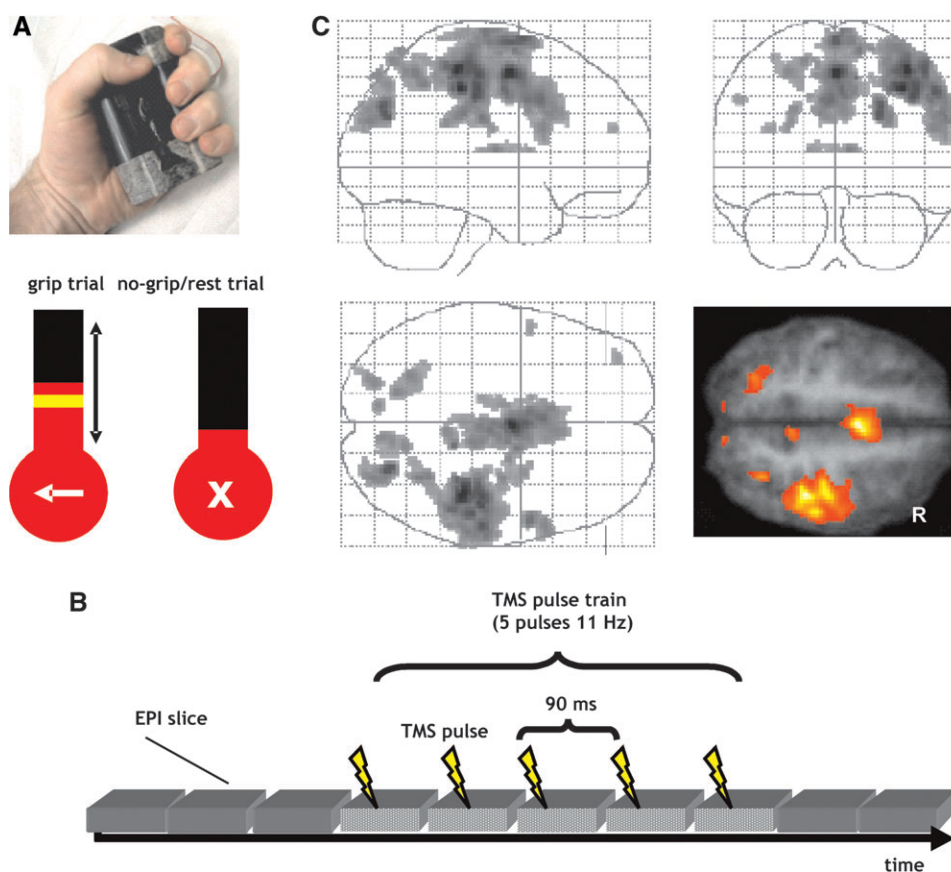 A
C
grip trial
no-grip/rest trial
X
R
B
TMS pulse train
(5 pulses 11 Hz)
90 ms
EPI slice
TMS pulse
time